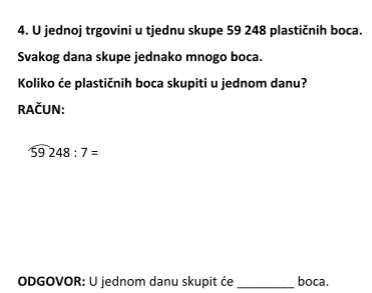 4. U jednoj trgovini u tjednu skupe 59 248 plastičnih boca.
Svakog dana skupe jednako mnogo boca.
Koliko će plastičnih boca skupiti u jednom danu?
RAČUN:
59 248 : 7 =
ODGOVOR: U jednom danu skupit će ________ boca.